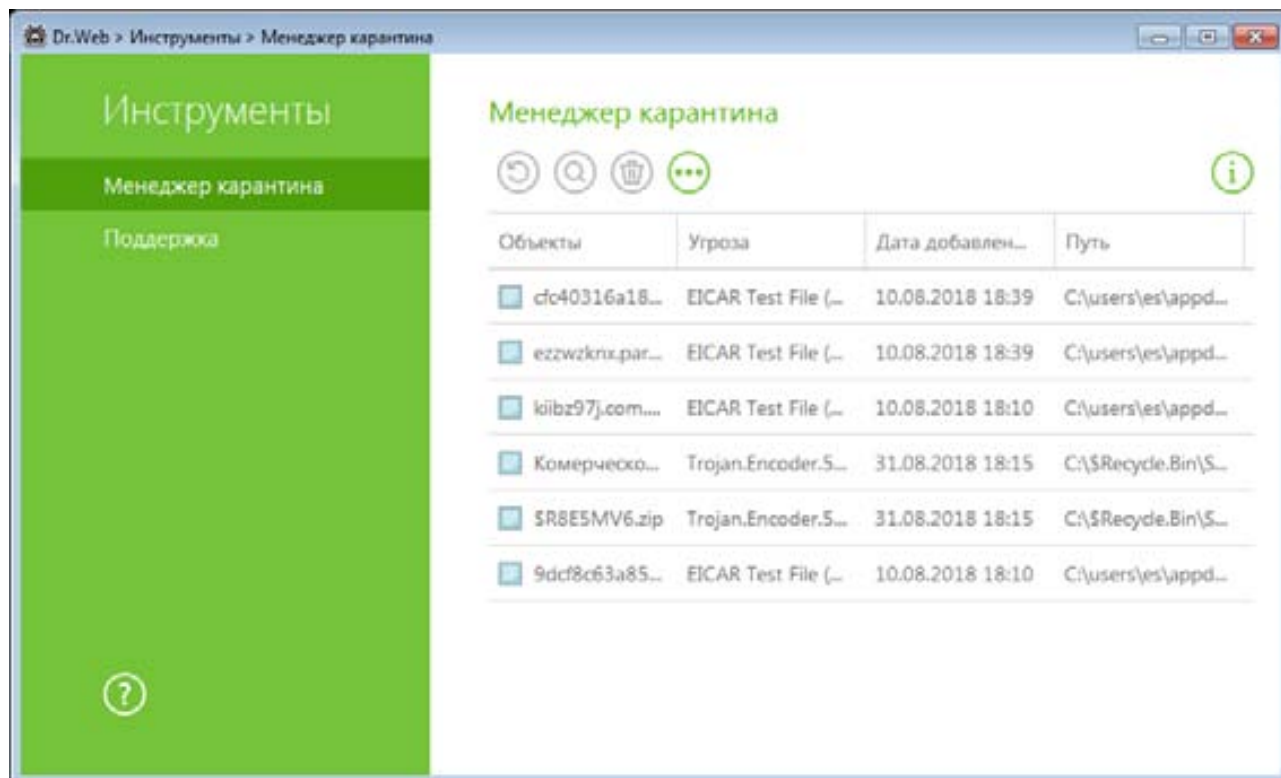 Dr.Web > Инструменты > Менеджер карантина
Инструменты
Менеджер карантина
Поддержка
?
Менеджер карантина
i
Объекты Угроза Дата добавлен... Путь
cfc40316a18... EICAR Test File (... 10.08.2018 18:39 C:\users\es\appd...
ezzwzknx.par... EICAR Test File (... 10.08.2018 18:39 C:\users\es\appd...
kiibz97j.com.... EICAR Test File (... 10.08.2018 18:10 C:\users\es\appd...
Комерческо... Trojan.Encoder.5... 31.08.2018 18:15 C:\$Recycle.Bin\S...
$R8E5MV6.zip Trojan.Encoder.5... 31.08.2018 18:15 C:\$Recycle.Bin\S...
9dcf8c63a85... EICAR Test File (... 10.08.2018 18:10 C:\users\es\appd...